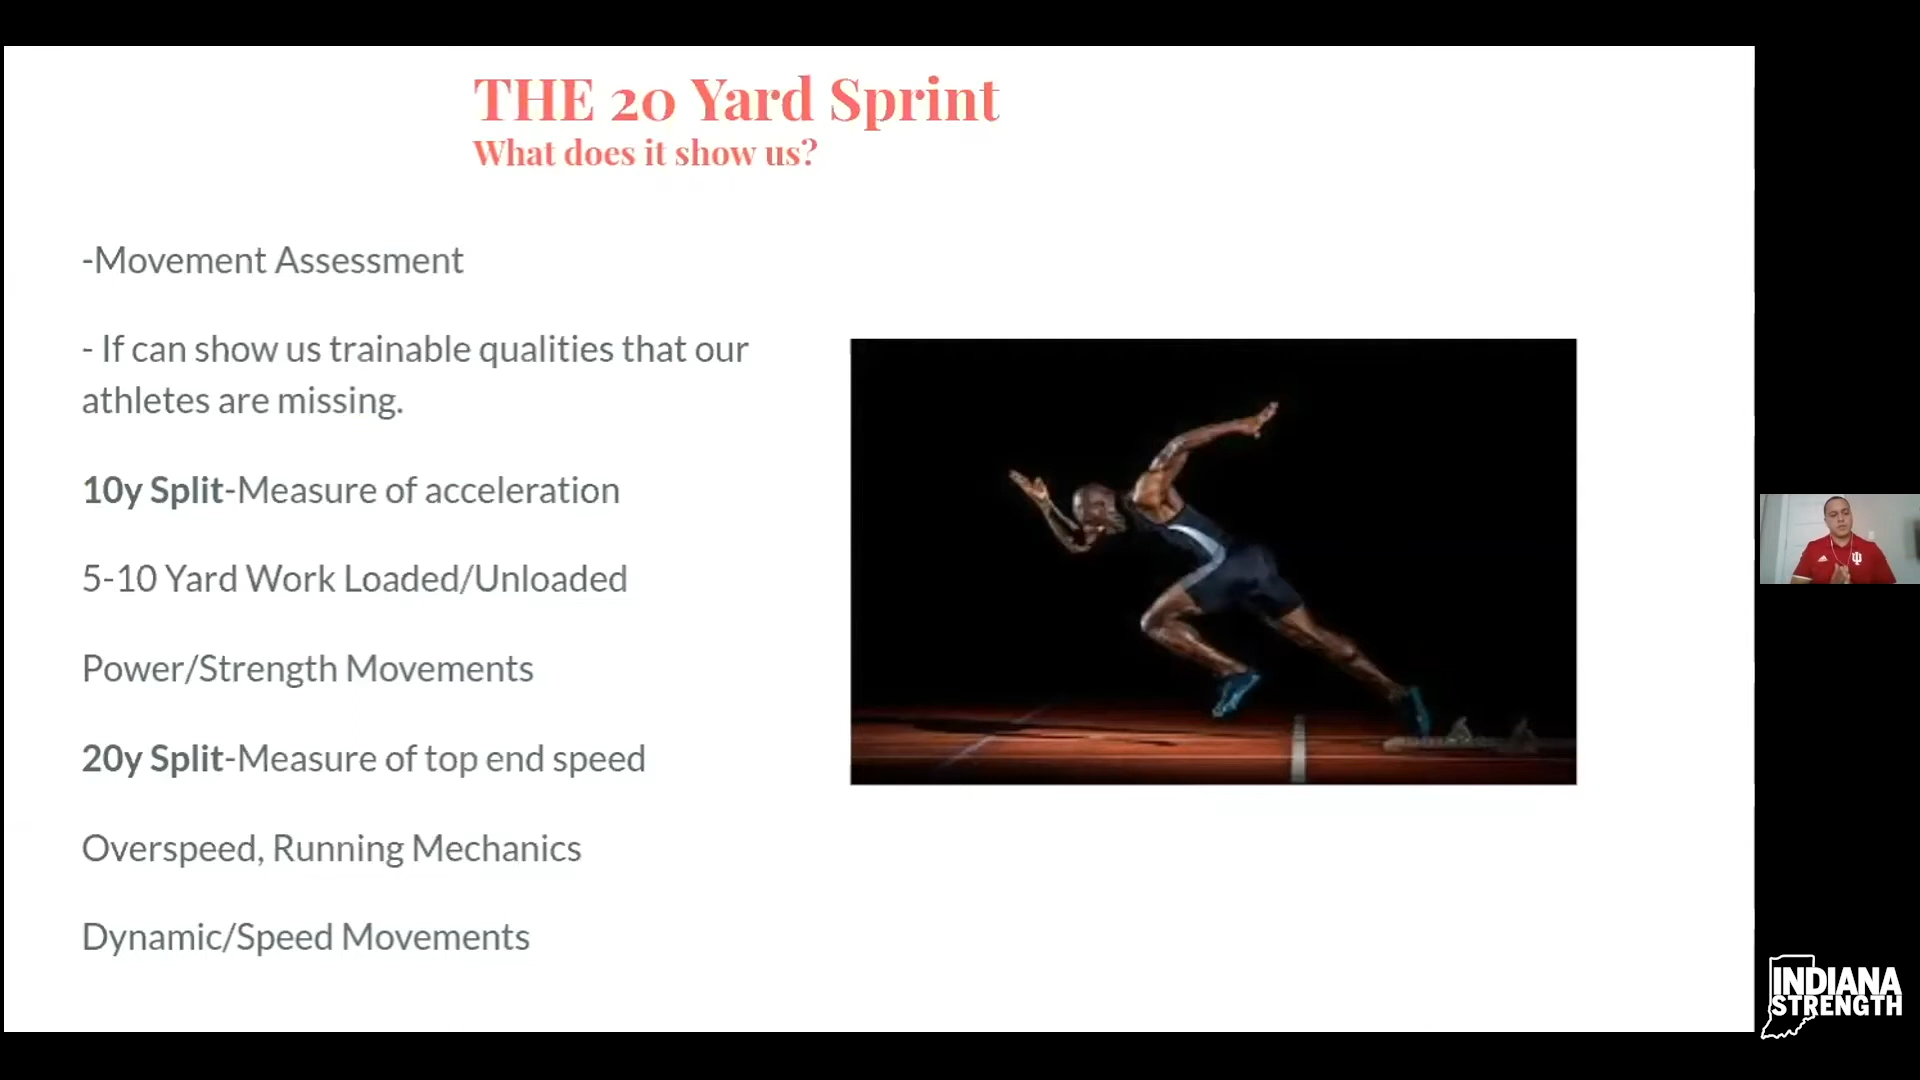 THE 20 Yard Sprint
What does it show us?
-Movement Assessment
- If can show us trainable qualities that our
athletes are missing.
10y Split-Measure of acceleration
5-10 Yard Work Loaded/Unloaded
Power/Strength Movements
20y Split-Measure of top end speed
Overspeed, Running Mechanics
Dynamic/Speed Movements
INDIANA
STRENGTH